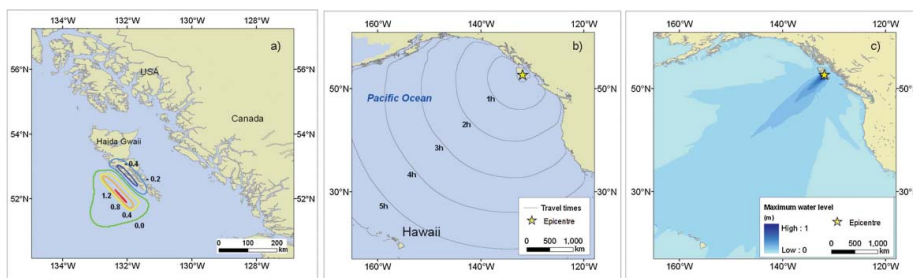 134°W 132°W 130°W 128°W
a)
56°N
USA
56°N
Canada
54°N
Haida Gwaii
54°N
-0.4
-0.2
52°N
1.2
0.8
0.4
0.0
52°N
0 100 200
km
134°W 132°W 130°W 128°W
160°W 140°W 120°W
b)
50°N
Pacific Ocean
1h
50°N
2h
3h
4h
30°N
30°N
5h
Hawaii
Travel times
Epicentre
0 500 1,000
km
160°W 140°W 120°W
160°W 140°W 120°W
c)
50°N
50°N
30°N
30°N
Maximum water level
(m)
High : 1
Low : 0
Epicentre
0 500 1,000
km
160°W 140°W 120°W